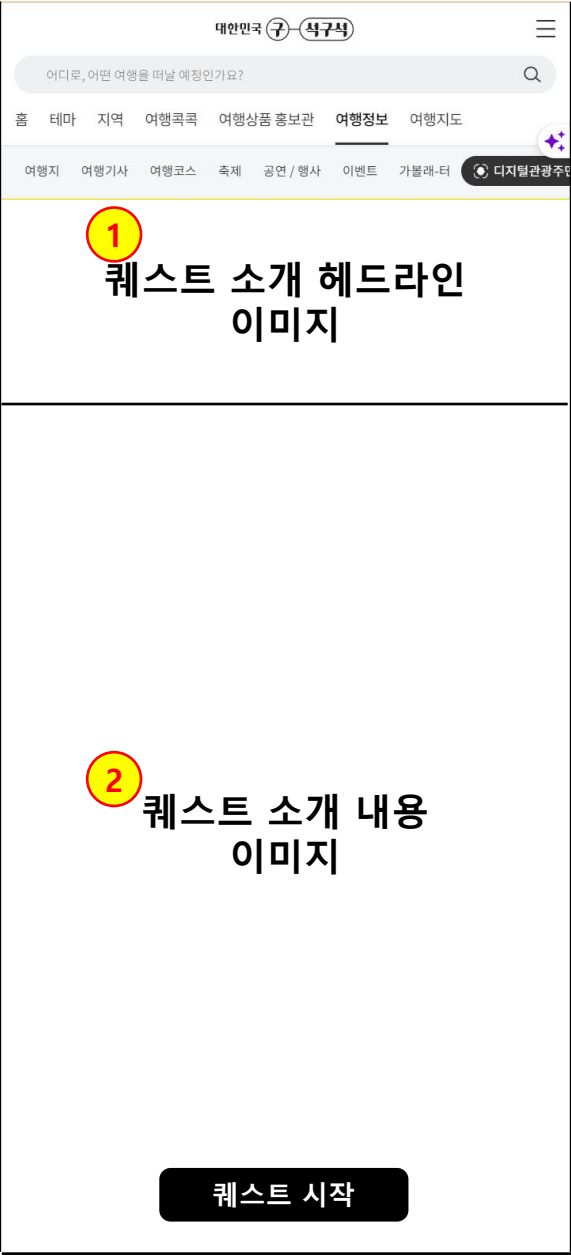 대한민국 구석구석
어디로, 어떤 여행을 떠날 예정인가요?
홈 테마 지역 여행콕콕 여행상품 홍보관 여행정보 여행지도
여행지 여행기사 여행코스 축제 공연 / 행사 이벤트 가볼래-터 디지털관광주민
1
퀘스트 소개 헤드라인
이미지
2
퀘스트 소개 내용
이미지
퀘스트 시작